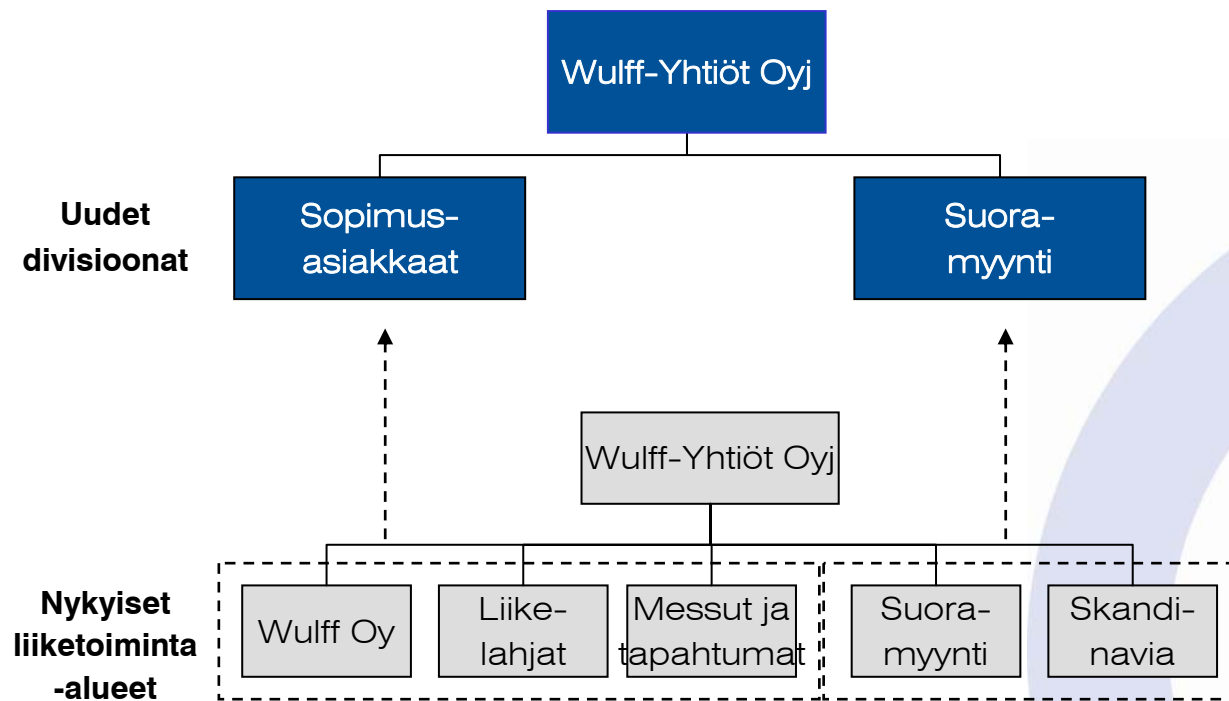 Wulff-Yhtiöt Oyj
Uudet
divisioonat
Sopimus-
asiakkaat
Suora-
myynti
Wulff-Yhtiöt Oyj
Nykyiset
liiketoiminta
-alueet
Wulff Oy
Liike-
lahjat
Messut ja
tapahtumat
Suora-
myynti
Skandi-
navia